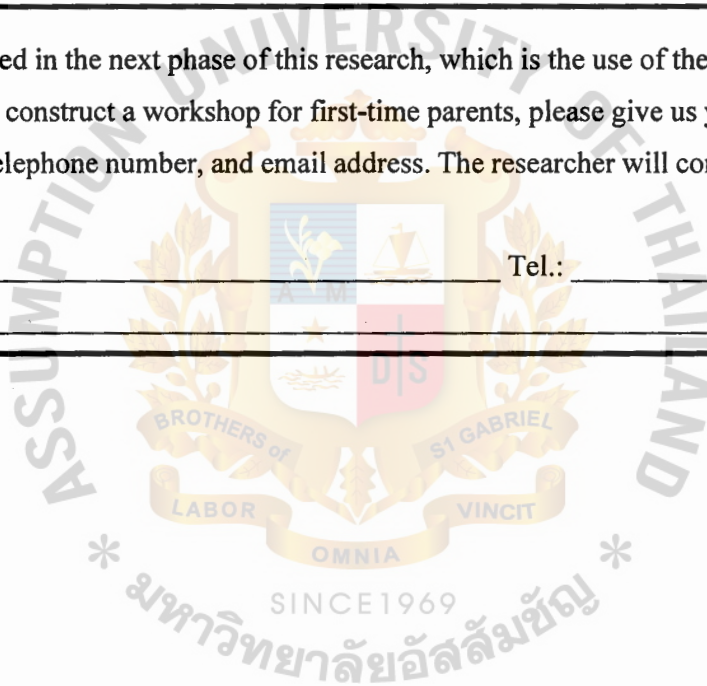 ed in the next phase of this research, which is the use of the
construct a workshop for first-time parents, please give us y
elephone number, and email address. The researcher will con
Tel.:
ASSUMPTION UNIVERSITY OF THAILAND
A M
D S
BROTHERS of ST GABRIEL
LABOR
VINCIT
OMNIA
SINCE1969
มหาวิทยาลัยอัสสัมชัญ